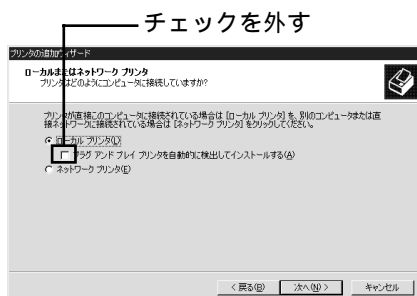 チェックを外す
プリンタの追加ウィザード
ローカルまたはネットワーク プリンタ
プリンタはどのようにコンピュータに接続していますか?
プリンタが直接このコンピュータに接続されている場合は [ローカル プリンタ] を、別のコンピュータまたは直
接ネットワークに接続されている場合は [ネットワーク プリンタ] をクリックしてください。
ローカル プリンタ(L)
プラグ アンド プレイ プリンタを自動的に検出してインストールする(A)
ネットワーク プリンタ(E)
< 戻る(B) 次へ(N) > キャンセル